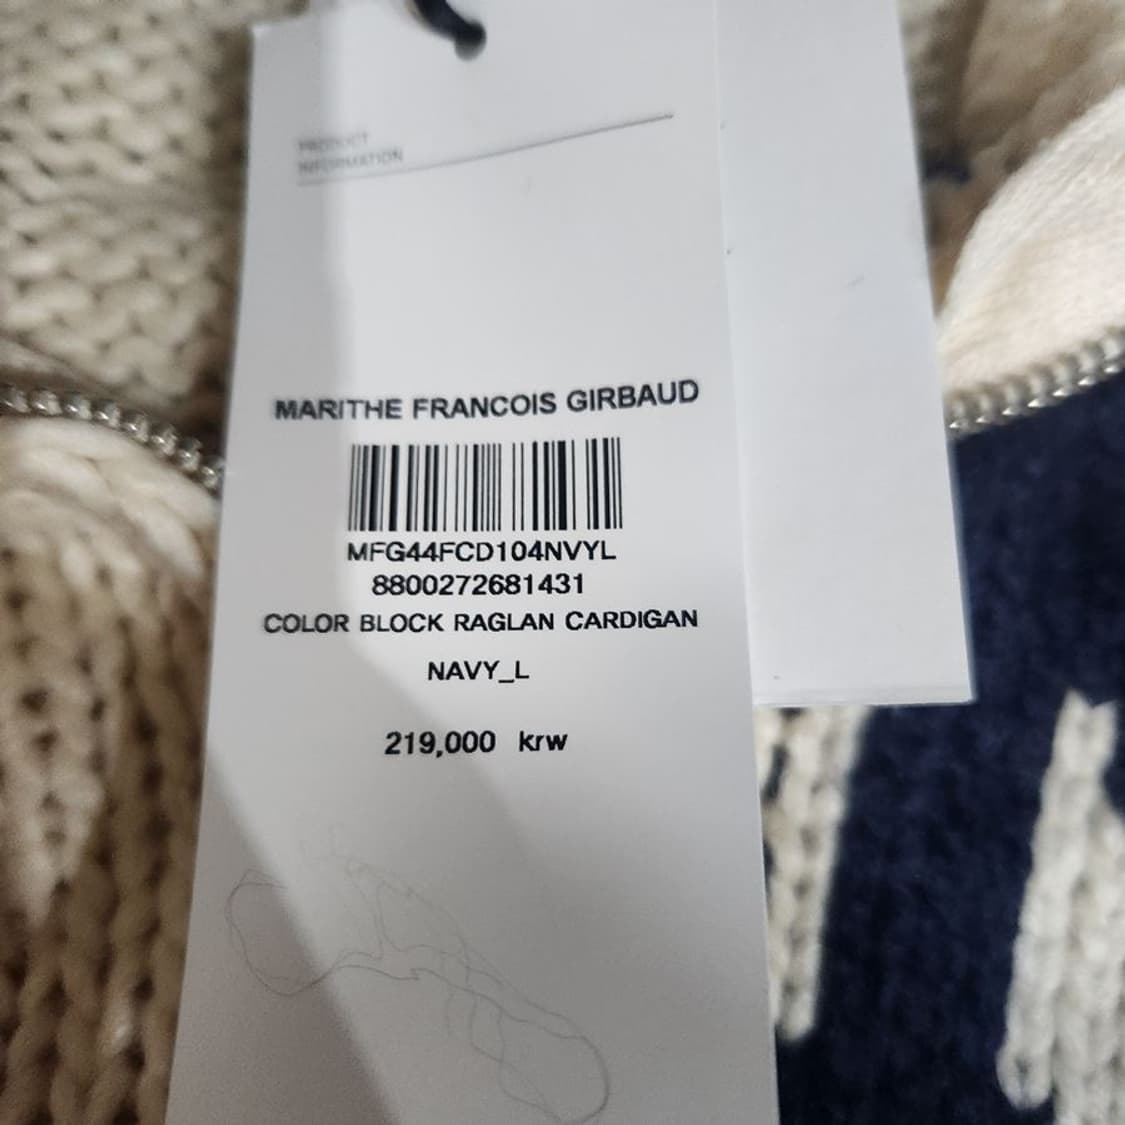 PRODUCT
INFORMATION
MARITHE FRANCOIS GIRBAUD
MFG44FCD104NVYL
8800272681431
COLOR BLOCK RAGLAN CARDIGAN
NAVY_L
219,000 krw